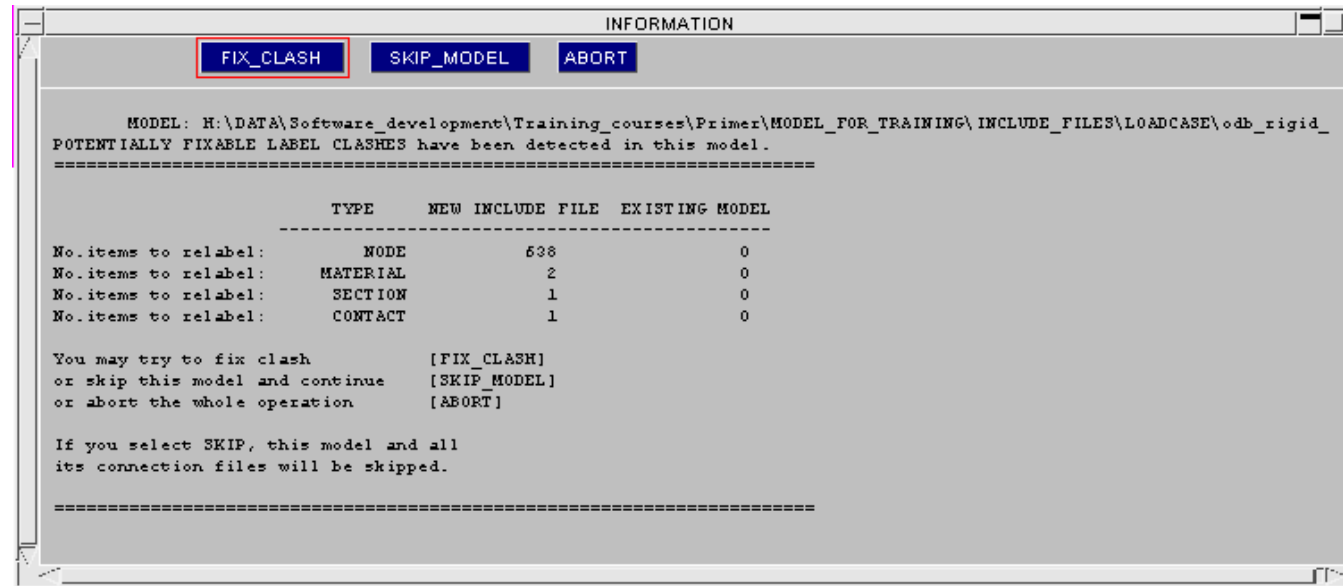 INFORMATION
FIX_CLASH SKIP_MODEL ABORT
MODEL: H:\DATA\Software_development\Training_courses\Primer\MODEL_FOR_TRAINING\INCLUDE_FILES\LOADCASE\odb_rigid_
POTENTIALLY FIXABLE LABEL CLASHES have been detected in this model.
=======================================================================
TYPE NEW INCLUDE FILE EXISTING MODEL
----------------------------------------------
No.items to relabel: NODE 638 0
No.items to relabel: MATERIAL 2 0
No.items to relabel: SECTION 1 0
No.items to relabel: CONTACT 1 0
You may try to fix clash [FIX_CLASH]
or skip this model and continue [SKIP_MODEL]
or abort the whole operation [ABORT]
If you select SKIP, this model and all
its connection files will be skipped.
=======================================================================